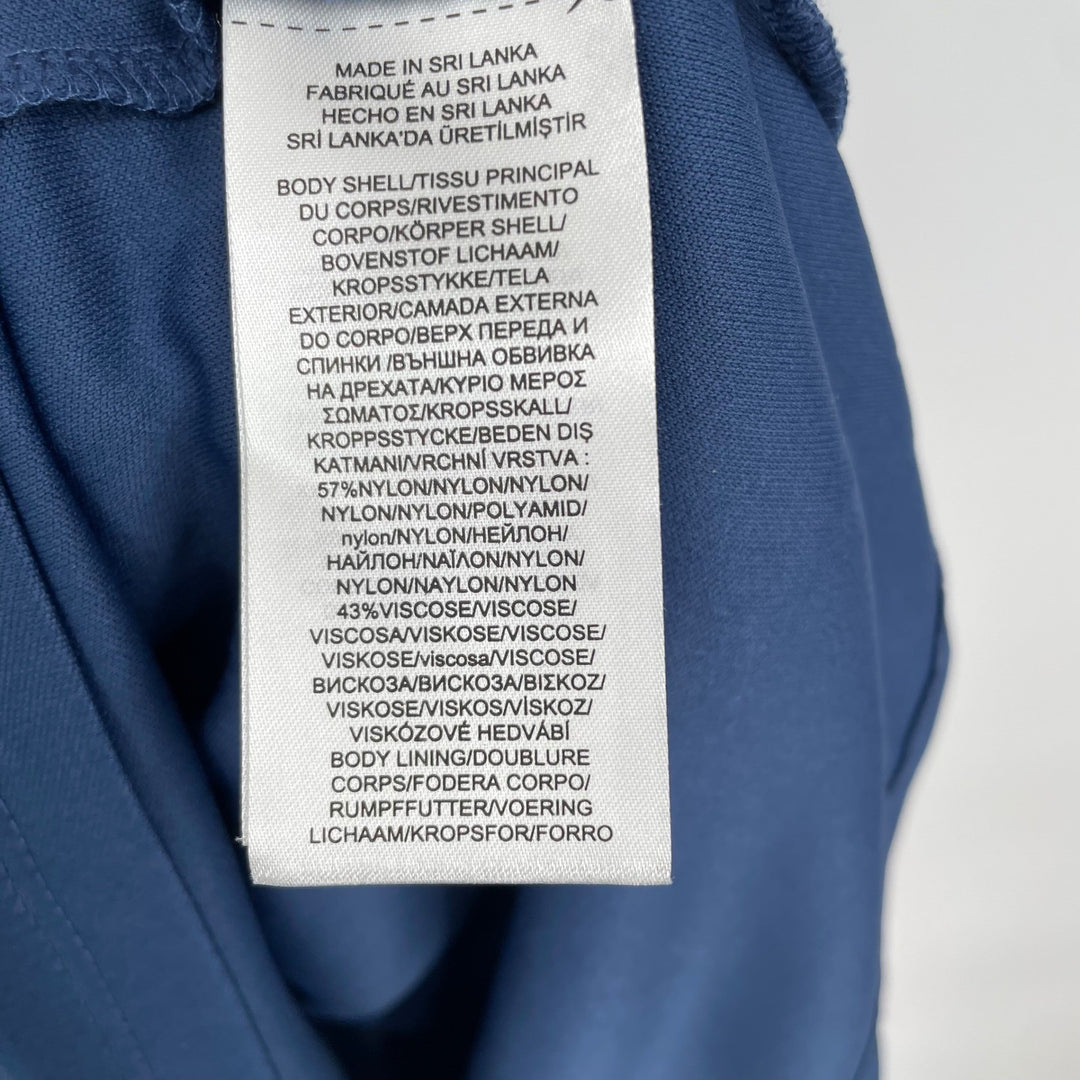 MADE IN SRI LANKA
FABRIQUÉ AU SRI LANKA
HECHO EN SRI LANKA
SRİ LANKA'DA ÜRETİLMİŞTİR
BODY SHELL/TISSU PRINCIPAL
DU CORPS/RIVESTIMENTO
CORPO/KÖRPER SHELL/
BOVENSTOF LICHAAM/
KROPSSTYKKE/TELA
EXTERIOR/CAMADA EXTERNA
DO CORPO/ВЕРХ ПЕРЕДА И
СПИНКИ /ВЪНШНА ОБВИВКА
НА ДРЕХАТА/ΚΥΡΙΟ ΜΕΡΟΣ
ΣΩΜΑΤΟΣ/KROPSSKALL/
KROPPSSTYCKE/BEDEN DIŞ
KATMANI/VRCHNÍ VRSTVA :
57%NYLON/NYLON/NYLON/
NYLON/NYLON/POLYAMID/
nylon/NYLON/НЕЙЛОН/
НАЙЛОН/ΝΑΪΛΟΝ/NYLON/
NYLON/NAYLON/NYLON
43%VISCOSE/VISCOSE/
VISCOSA/VISKOSE/VISCOSE/
VISKOSE/viscosa/VISCOSE/
ВИСКОЗА/ВИСКОЗА/ΒΙΣΚΟΖ/
VISKOSE/VISKOS/VİSKOZ/
VISKÓZOVÉ HEDVÁBÍ
BODY LINING/DOUBLURE
CORPS/FODERA CORPO/
RUMPFFUTTER/VOERING
LICHAAM/KROPSFOR/FORRO